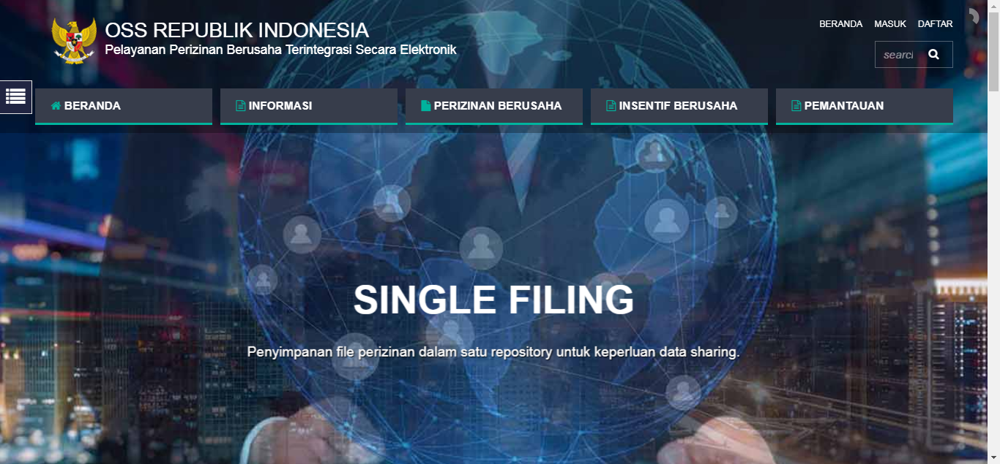 OSS REPUBLIK INDONESIA
Pelayanan Perizinan Berusaha Terintegrasi Secara Elektronik
BERANDA MASUK DAFTAR
searcl
BERANDA INFORMASI PERIZINAN BERUSAHA INSENTIF BERUSAHA PEMANTAUAN
SINGLE FILING
Penyimpanan file perizinan dalam satu repository untuk keperluan data sharing.